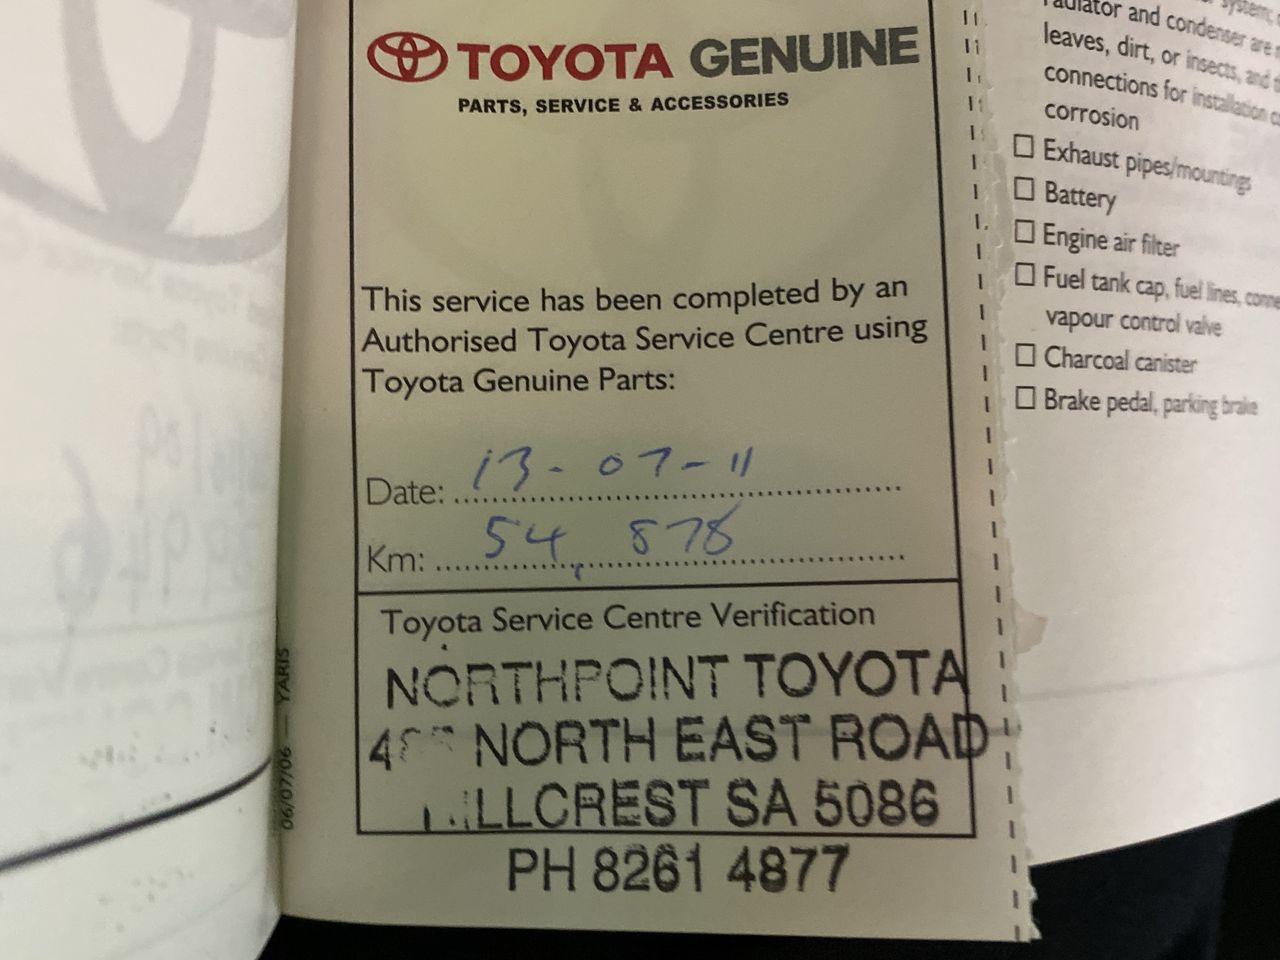 TOYOTA GENUINE
PARTS, SERVICE & ACCESSORIES
This service has been completed by an
Authorised Toyota Service Centre using
Toyota Genuine Parts:
Date: 13-07-11
Km: 54,878
Toyota Service Centre Verification
NORTHPOINT TOYOTA
NORTH EAST ROAD
HILLCREST SA 5086
PH 8261 4877
06/07/06 — YARIS
system,
radiator and condenser are
leaves, dirt, or insects, and
connections for installation
corrosion
☐ Exhaust pipes/mountings
☐ Battery
☐ Engine air filter
☐ Fuel tank cap, fuel lines,
vapour control valve
☐ Charcoal canister
☐ Brake pedal, parking brake